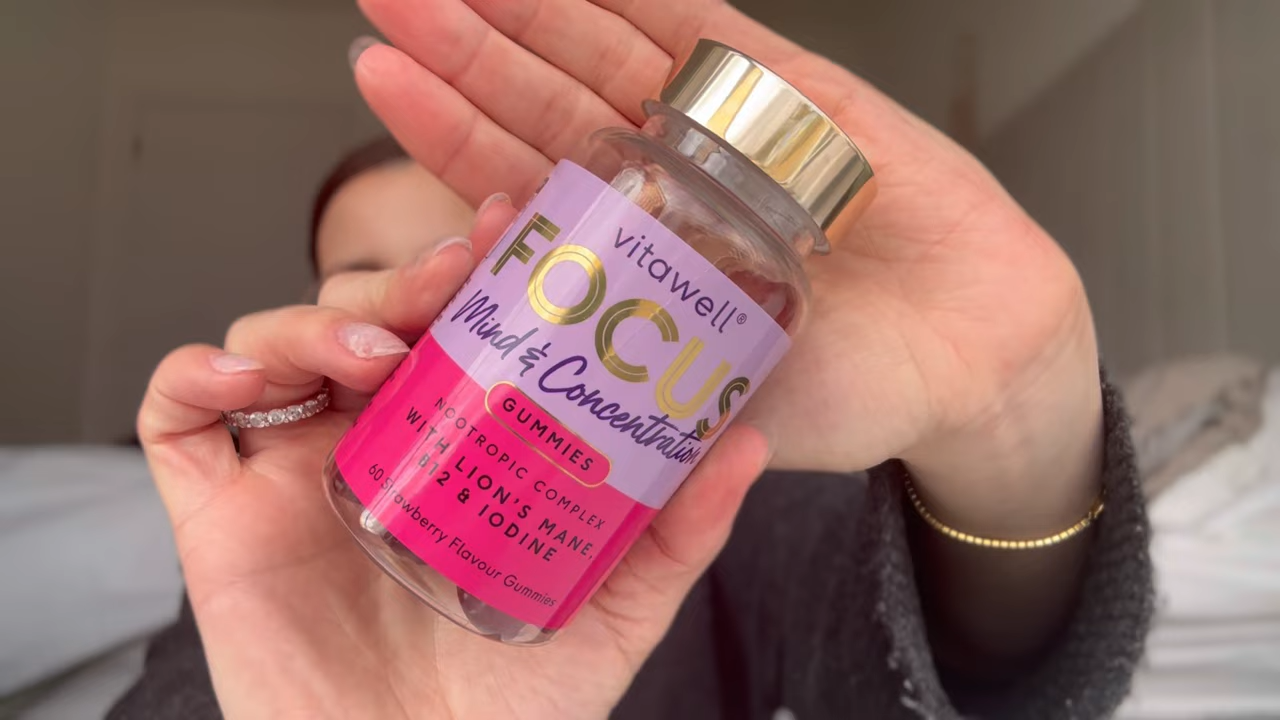 vitawell®
FOCUS
Mind & Concentration
GUMMIES
NOOTROPIC COMPLEX
WITH LION'S MANE,
B12 & IODINE
60 Strawberry Flavour Gummies